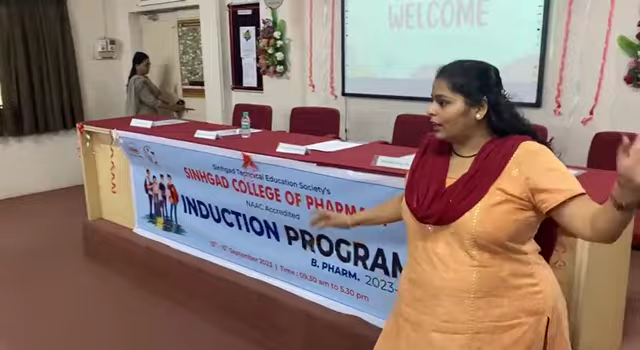 WELCOME
Sinhgad Technical Education Society's
SINHGAD COLLEGE OF PHARMA
NAAC Accredited
INDUCTION PROGRAM
B. PHARM. 2023-
September 2023 | Time : 09.30 am to 5.30 pm